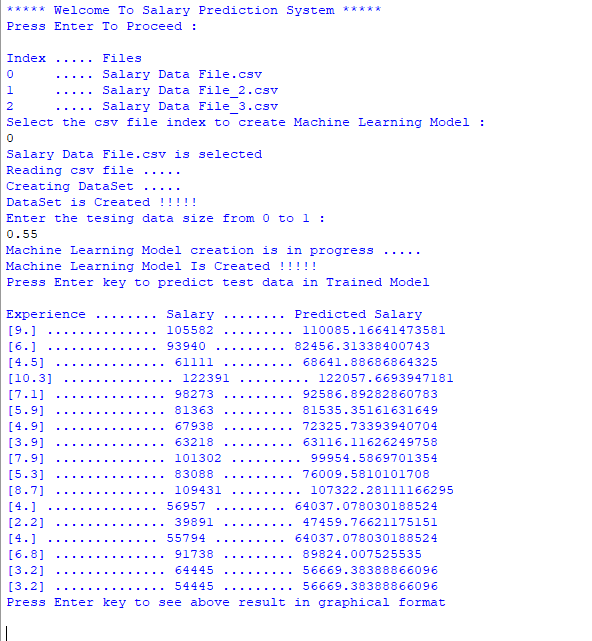 ***** Welcome To Salary Prediction System *****
Press Enter To Proceed :
Index ..... Files
0     ..... Salary Data File.csv
1     ..... Salary Data File_2.csv
2     ..... Salary Data File_3.csv
Select the csv file index to create Machine Learning Model :
0
Salary Data File.csv is selected
Reading csv file .....
Creating DataSet .....
DataSet is Created !!!!!
Enter the tesing data size from 0 to 1 :
0.55
Machine Learning Model creation is in progress .....
Machine Learning Model Is Created !!!!!
Press Enter key to predict test data in Trained Model
Experience ........ Salary ........ Predicted Salary
[9.] .............. 105582 ......... 110085.16641473581
[6.] .............. 93940 ......... 82456.31338400743
[4.5] .............. 61111 ......... 68641.88686864325
[10.3] .............. 122391 ......... 122057.6693947181
[7.1] .............. 98273 ......... 92586.89282860783
[5.9] .............. 81363 ......... 81535.35161631649
[4.9] .............. 67938 ......... 72325.73393940704
[3.9] .............. 63218 ......... 63116.11626249758
[7.9] .............. 101302 ......... 99954.5869701354
[5.3] .............. 83088 ......... 76009.5810101708
[8.7] .............. 109431 ......... 107322.28111166295
[4.] .............. 56957 ......... 64037.078030188524
[2.2] .............. 39891 ......... 47459.76621175151
[4.] .............. 55794 ......... 64037.078030188524
[6.8] .............. 91738 ......... 89824.007525535
[3.2] .............. 64445 ......... 56669.38388866096
[3.2] .............. 54445 ......... 56669.38388866096
Press Enter key to see above result in graphical format